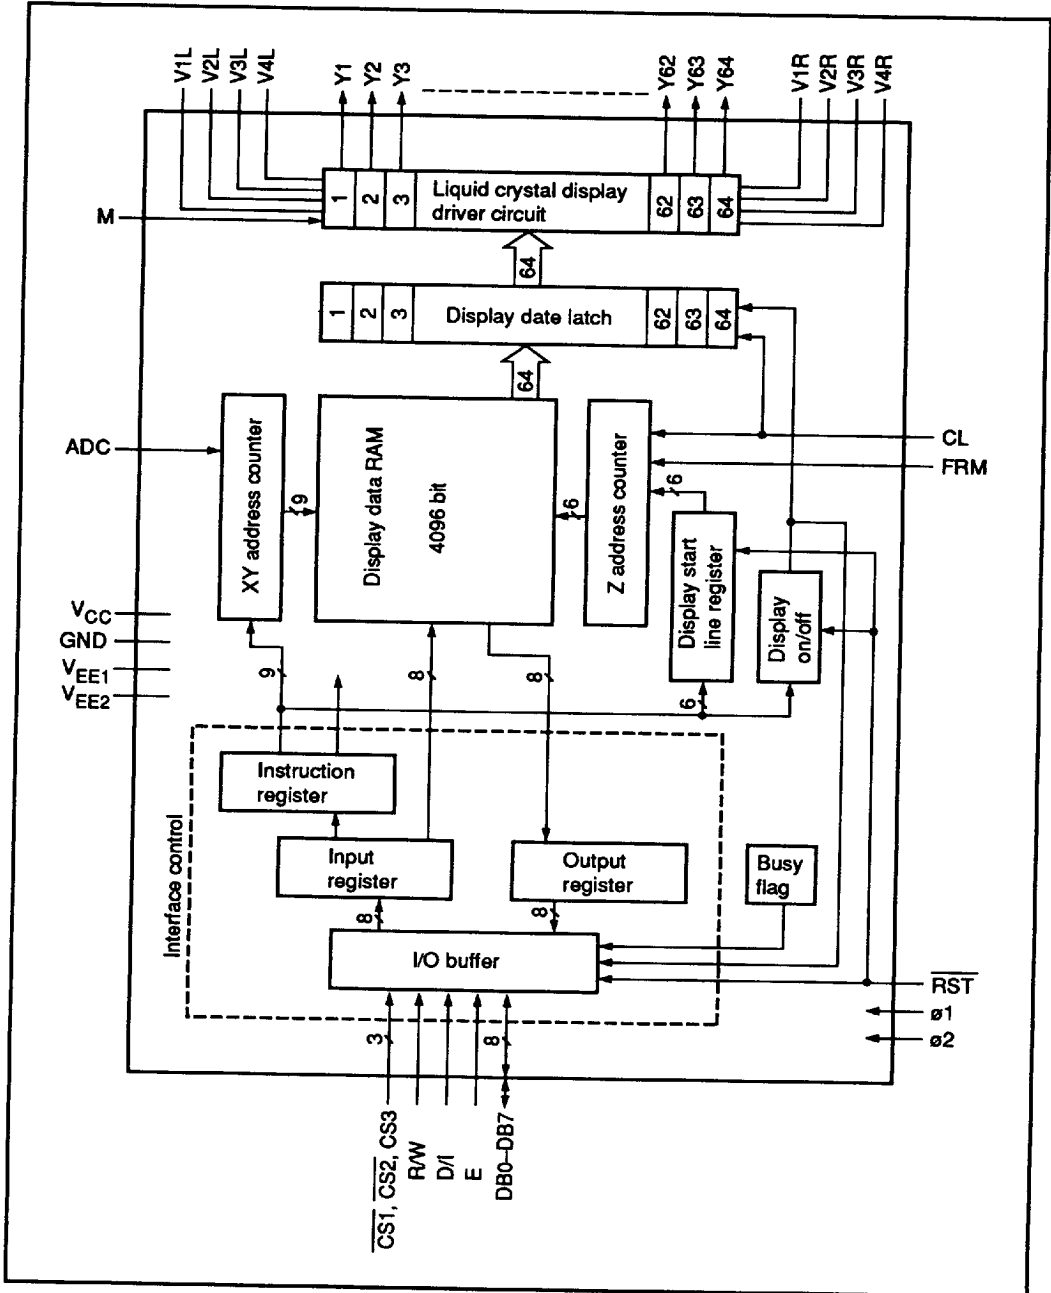 V1L
V2L
V3L
V4L
Y1
Y2
Y3
Y62
Y63
Y64
V1R
V2R
V3R
V4R
M
1
2
3
Liquid crystal display
driver circuit
62
63
64
64
1
2
3
Display date latch
62
63
64
64
ADC
XY address counter
9
Display data RAM
4096 bit
6
Z address counter
6
CL
FRM
Display start
line register
Display
on/off
VCC
GND
VEE1
VEE2
9
8
8
6
Interface control
Instruction
register
Input
register
Output
register
Busy
flag
8
8
I/O buffer
RST
ø1
ø2
3
8
CS1, CS2, CS3
R/W
D/I
E
DB0–DB7